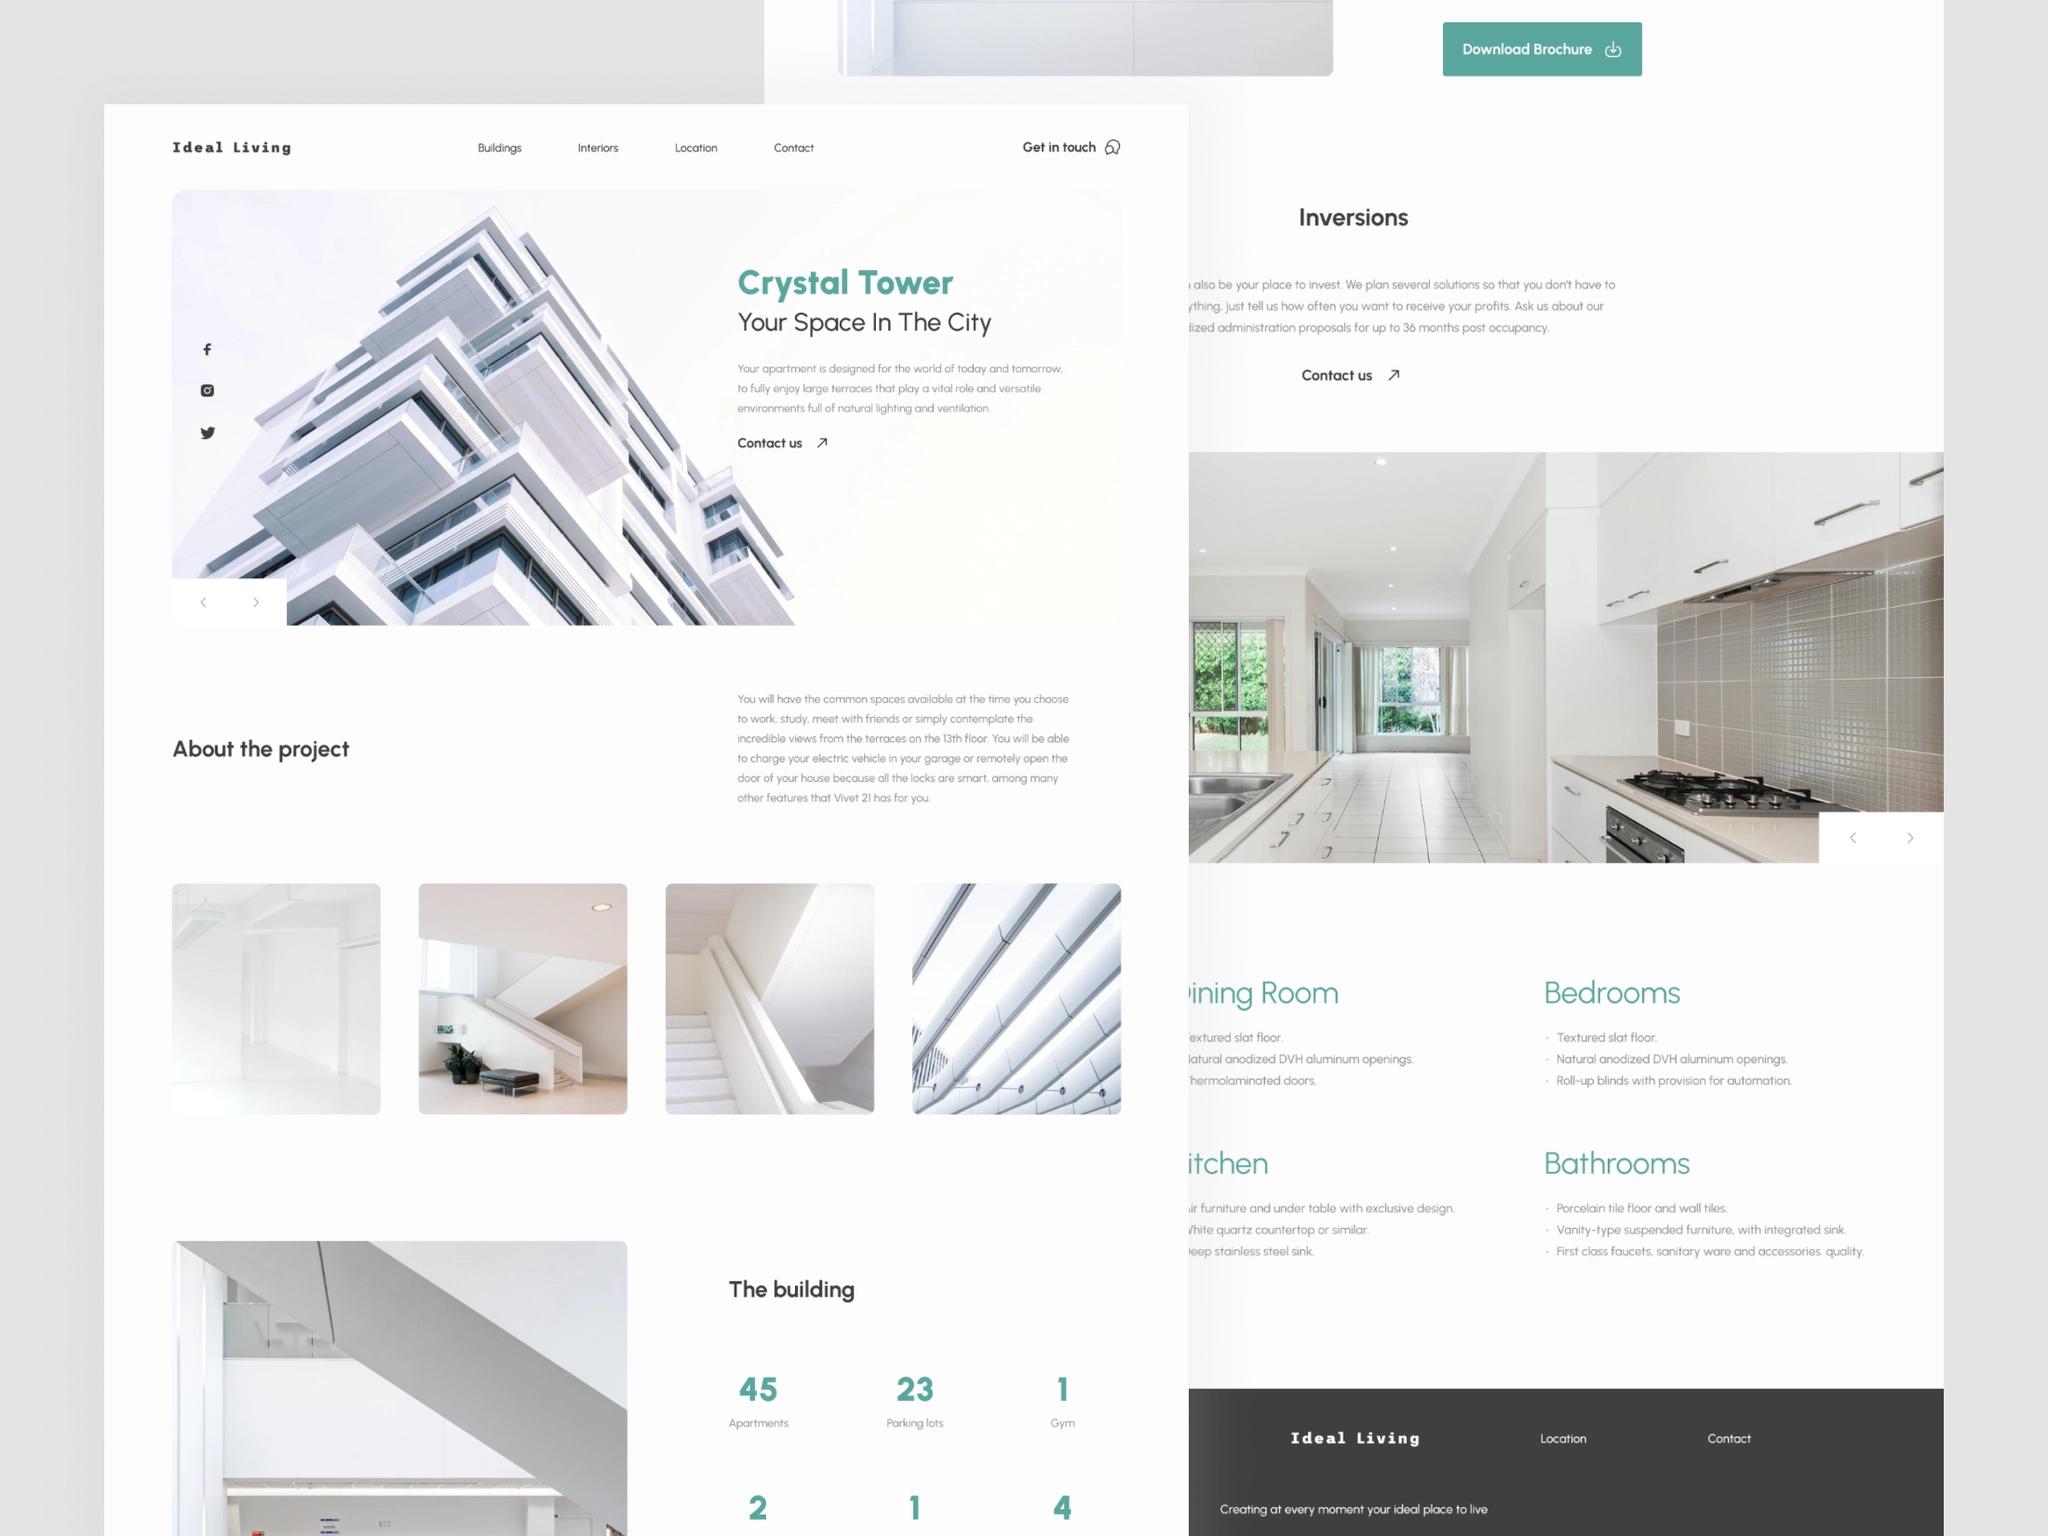 Download Brochure
Ideal Living
Buildings
Interiors
Location
Contact
Get in touch
Crystal Tower
Your Space In The City
Your apartment is designed for the world of today and tomorrow,
to fully enjoy large terraces that play a vital role and versatile
environments full of natural lighting and ventilation.
Contact us
About the project
You will have the common spaces available at the time you choose
to work, study, meet with friends or simply contemplate the
incredible views from the terraces on the 13th floor. You will be able
to charge your electric vehicle in your garage or remotely open the
door of your house because all the locks are smart, among many
other features that Vivet 21 has for you.
The building
45
Apartments
23
Parking lots
1
Gym
2
1
4
Inversions
also be your place to invest. We plan several solutions so that you don't have to
ything, just tell us how often you want to receive your profits. Ask us about our
dized administration proposals for up to 36 months post occupancy.
Contact us
ining Room
extured slat floor.
atural anodized DVH aluminum openings.
hermolaminated doors.
Bedrooms
· Textured slat floor.
· Natural anodized DVH aluminum openings.
· Roll-up blinds with provision for automation.
itchen
ir furniture and under table with exclusive design.
hite quartz countertop or similar.
eep stainless steel sink.
Bathrooms
· Porcelain tile floor and wall tiles.
· Vanity-type suspended furniture, with integrated sink.
· First class faucets, sanitary ware and accessories. quality.
Ideal Living
Location
Contact
Creating at every moment your ideal place to live